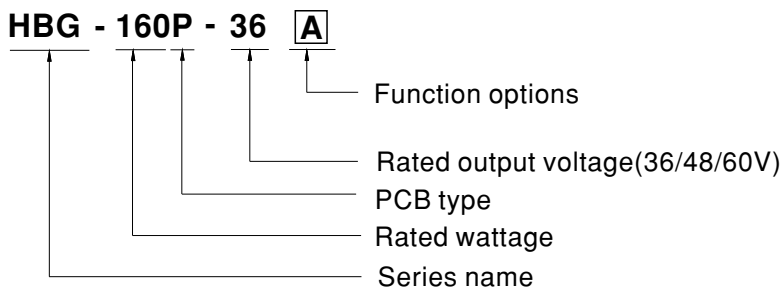 HBG - 160P - 36 A
Function options
Rated output voltage(36/48/60V)
PCB type
Rated wattage
Series name